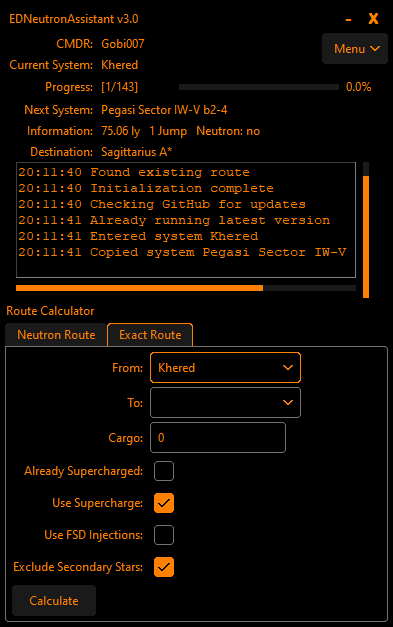 EDNeutronAssistant v3.0 - X
CMDR: Gobi007
Menu
Current System: Khered
Progress: [1/143] 0.0%
Next System: Pegasi Sector IW-V b2-4
Information: 75.06 ly 1 Jump Neutron: no
Destination: Sagittarius A*
20:11:40 Found existing route
20:11:40 Initialization complete
20:11:40 Checking GitHub for updates
20:11:41 Already running latest version
20:11:41 Entered system Khered
20:11:41 Copied system Pegasi Sector IW-V
Route Calculator
Neutron Route Exact Route
From: Khered
To:
Cargo: 0
Already Supercharged:
Use Supercharge:
Use FSD Injections:
Exclude Secondary Stars:
Calculate